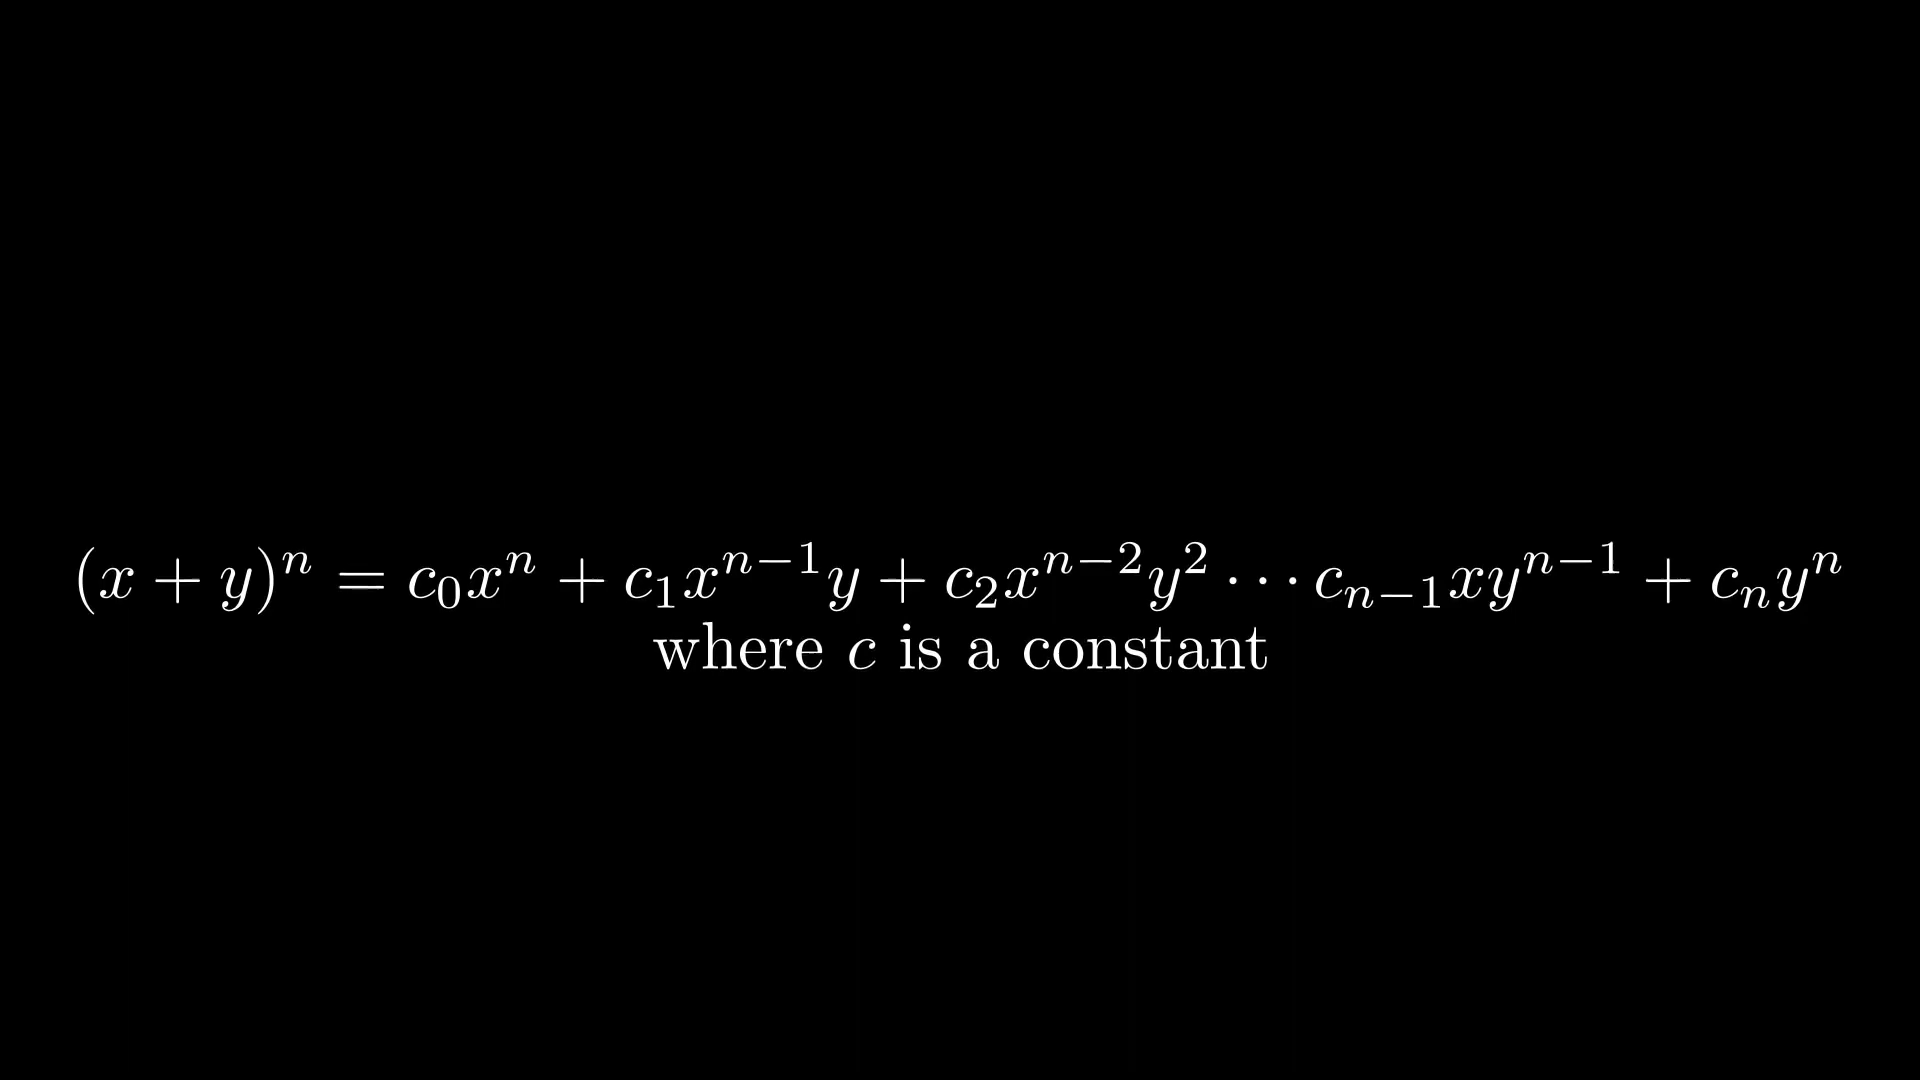 (x + y)^n = c_0x^n + c_1x^{n-1}y + c_2x^{n-2}y^2 ··· c_{n-1}xy^{n-1} + c_ny^n
where c is a constant